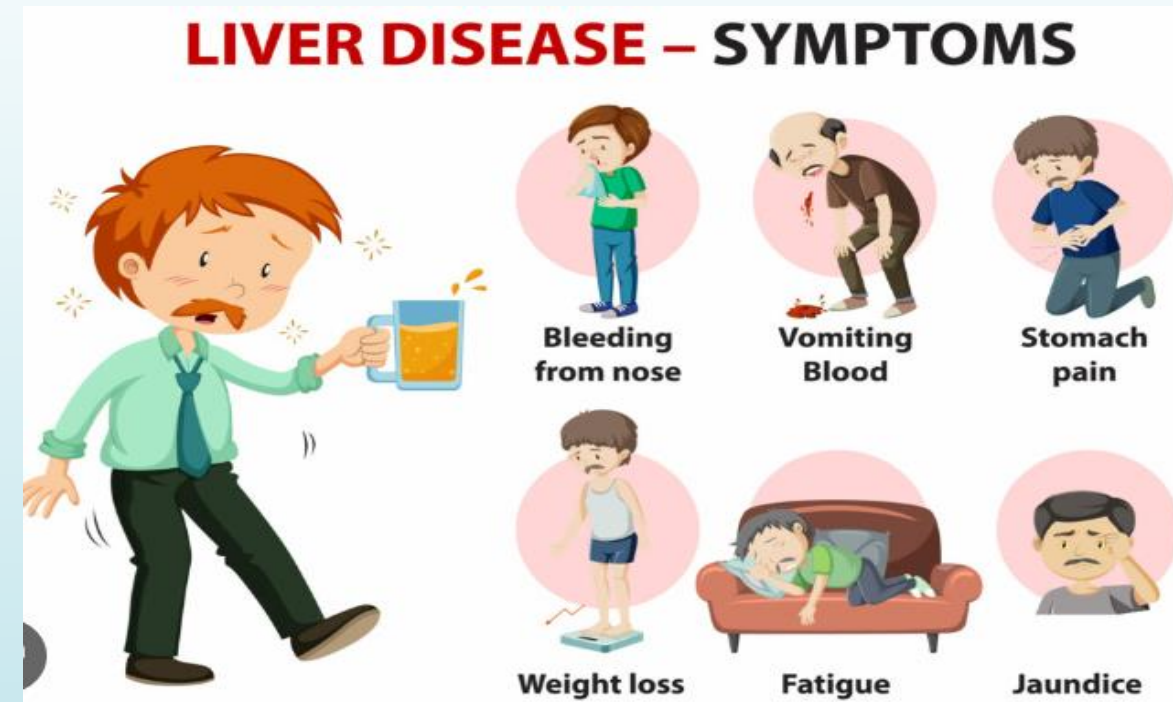 LIVER DISEASE – SYMPTOMS
Bleeding
from nose
Vomiting
Blood
Stomach
pain
Weight loss
Fatigue
Jaundice